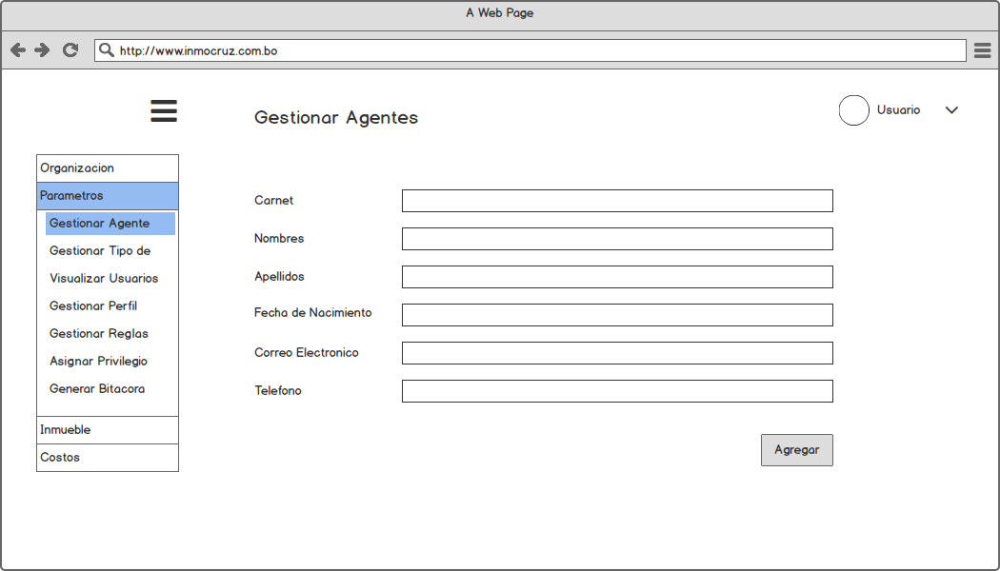 A Web Page
http://www.inmocruz.com.bo
Gestionar Agentes
Usuario
Organizacion
Parametros
Gestionar Agente
Gestionar Tipo de
Visualizar Usuarios
Gestionar Perfil
Gestionar Reglas
Asignar Privilegio
Generar Bitacora
Inmueble
Costos
Carnet
Nombres
Apellidos
Fecha de Nacimiento
Correo Electronico
Telefono
Agregar